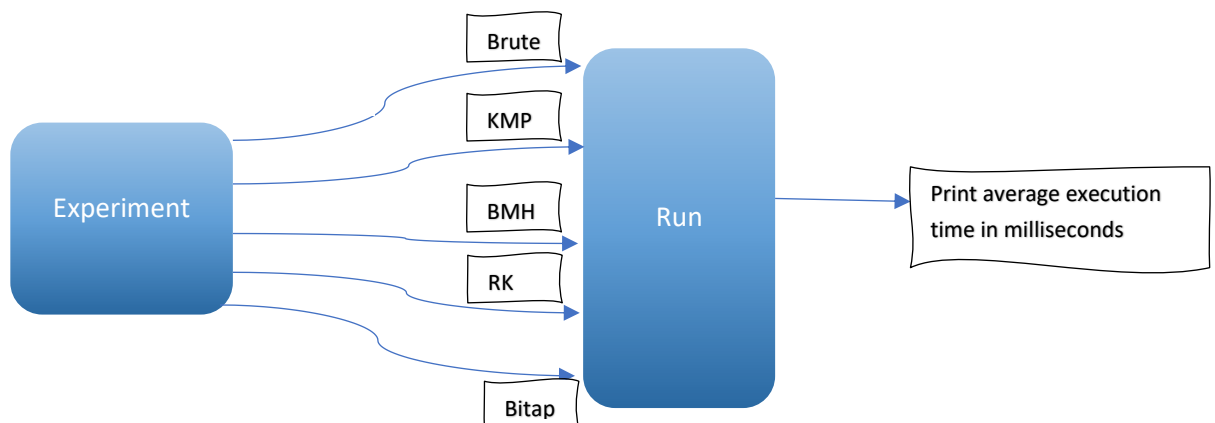 Brute
KMP
Experiment
BMH
Run
Print average execution
time in milliseconds
RK
Bitap